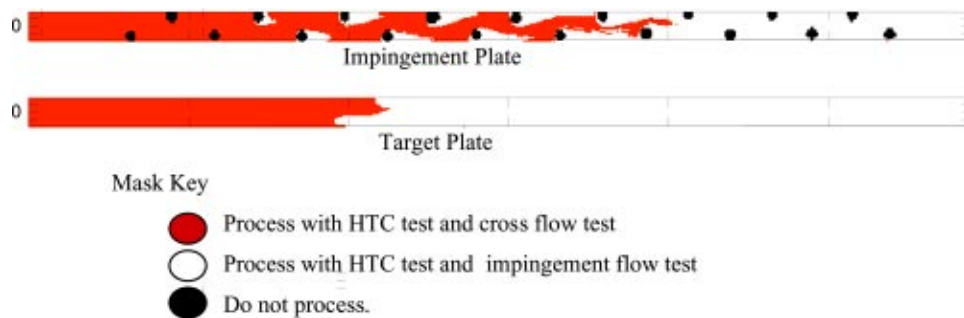 0
Impingement Plate
0
Target Plate
Mask Key
Process with HTC test and cross flow test
Process with HTC test and impingement flow test
Do not process.